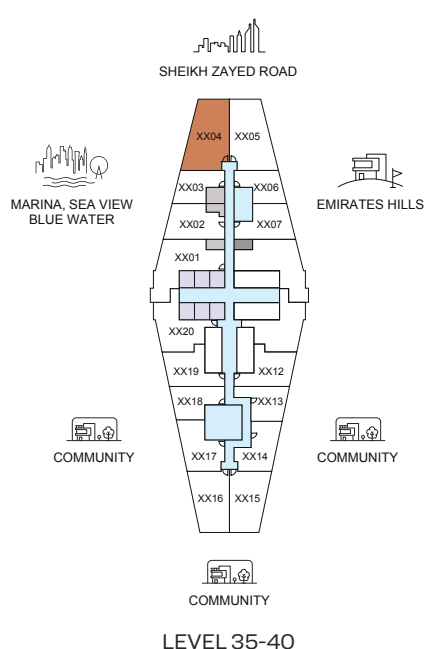 SHEIKH ZAYED ROAD
XX04 XX05
MARINA, SEA VIEW
BLUE WATER
XX03 XX06
EMIRATES HILLS
XX02 XX07
XX01
XX20
XX19 XX12
XX18 XX13
COMMUNITY
XX17 XX14
COMMUNITY
XX16 XX15
COMMUNITY
LEVEL 35-40